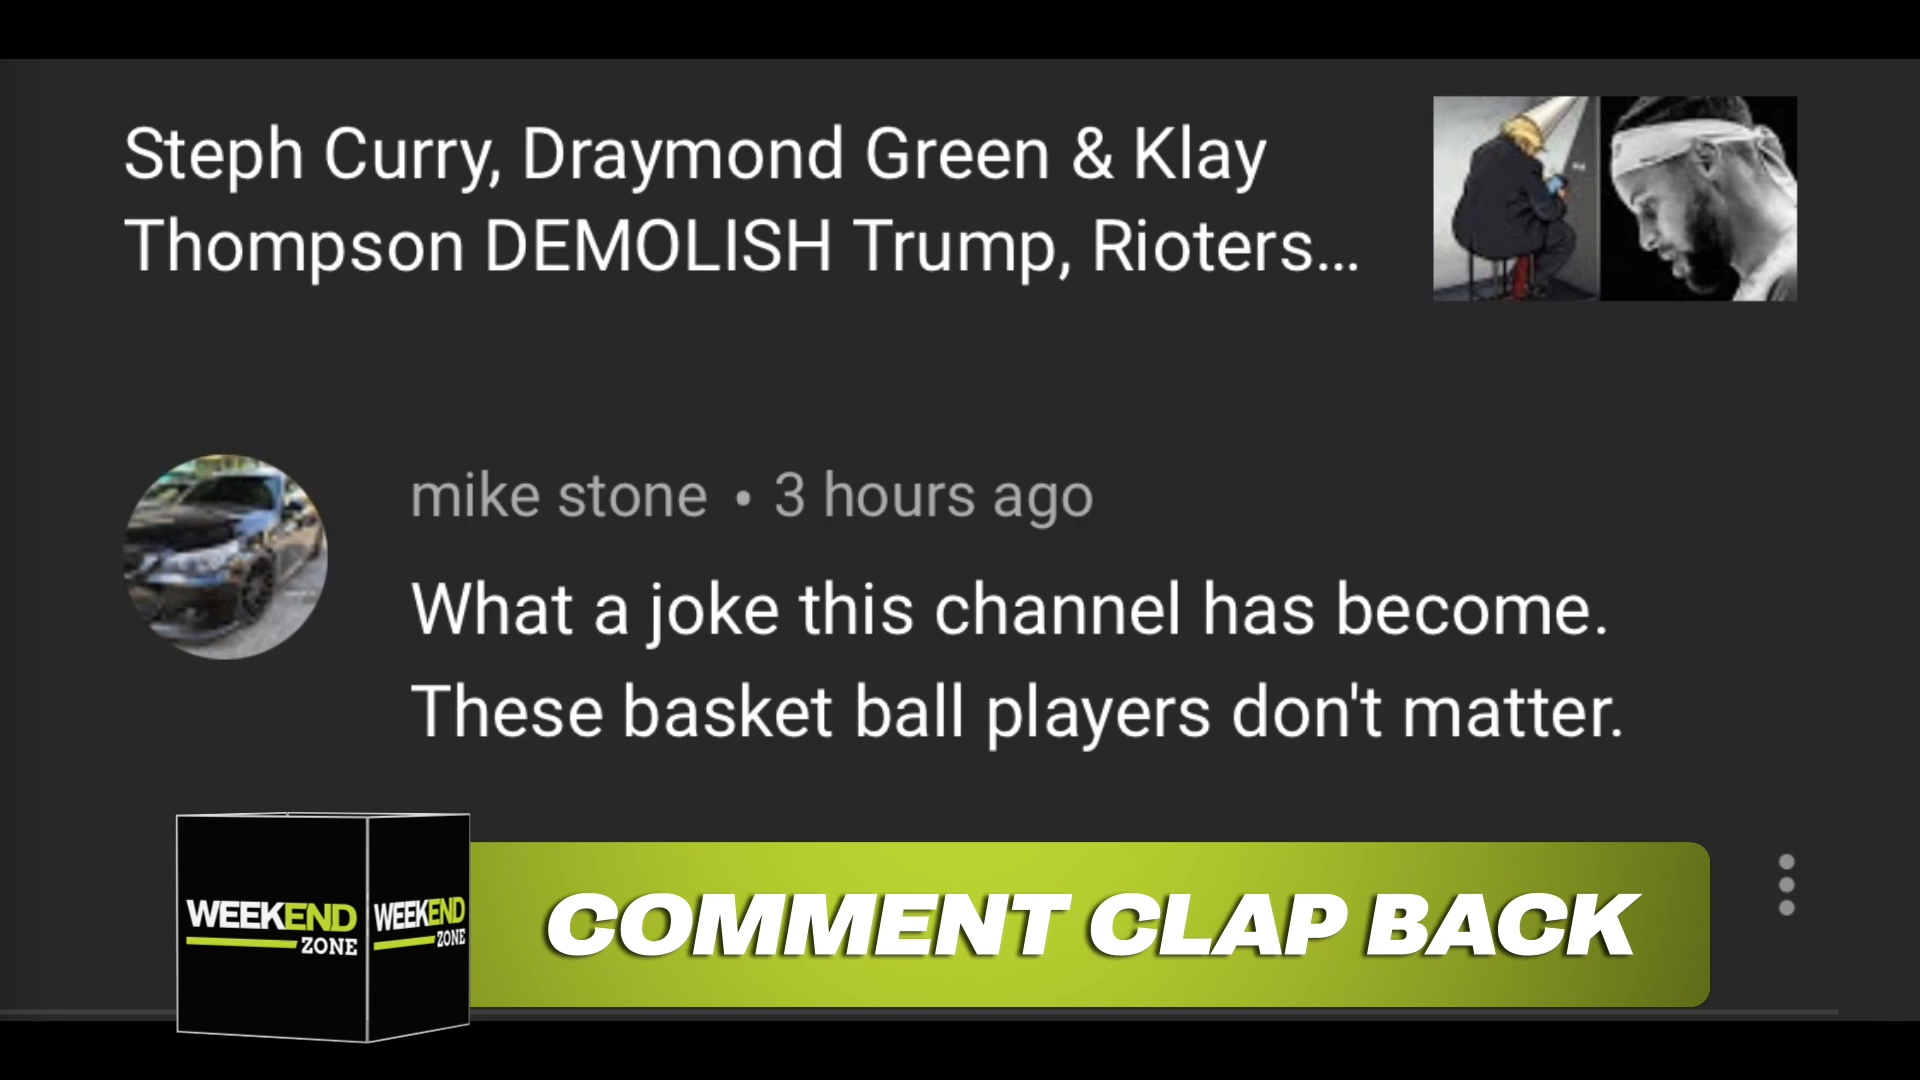 Steph Curry, Draymond Green & Klay
Thompson DEMOLISH Trump, Rioters...
mike stone • 3 hours ago
What a joke this channel has become.
These basket ball players don't matter.
WEEKEND
ZONE
WEEKEND
ZONE
COMMENT CLAP BACK